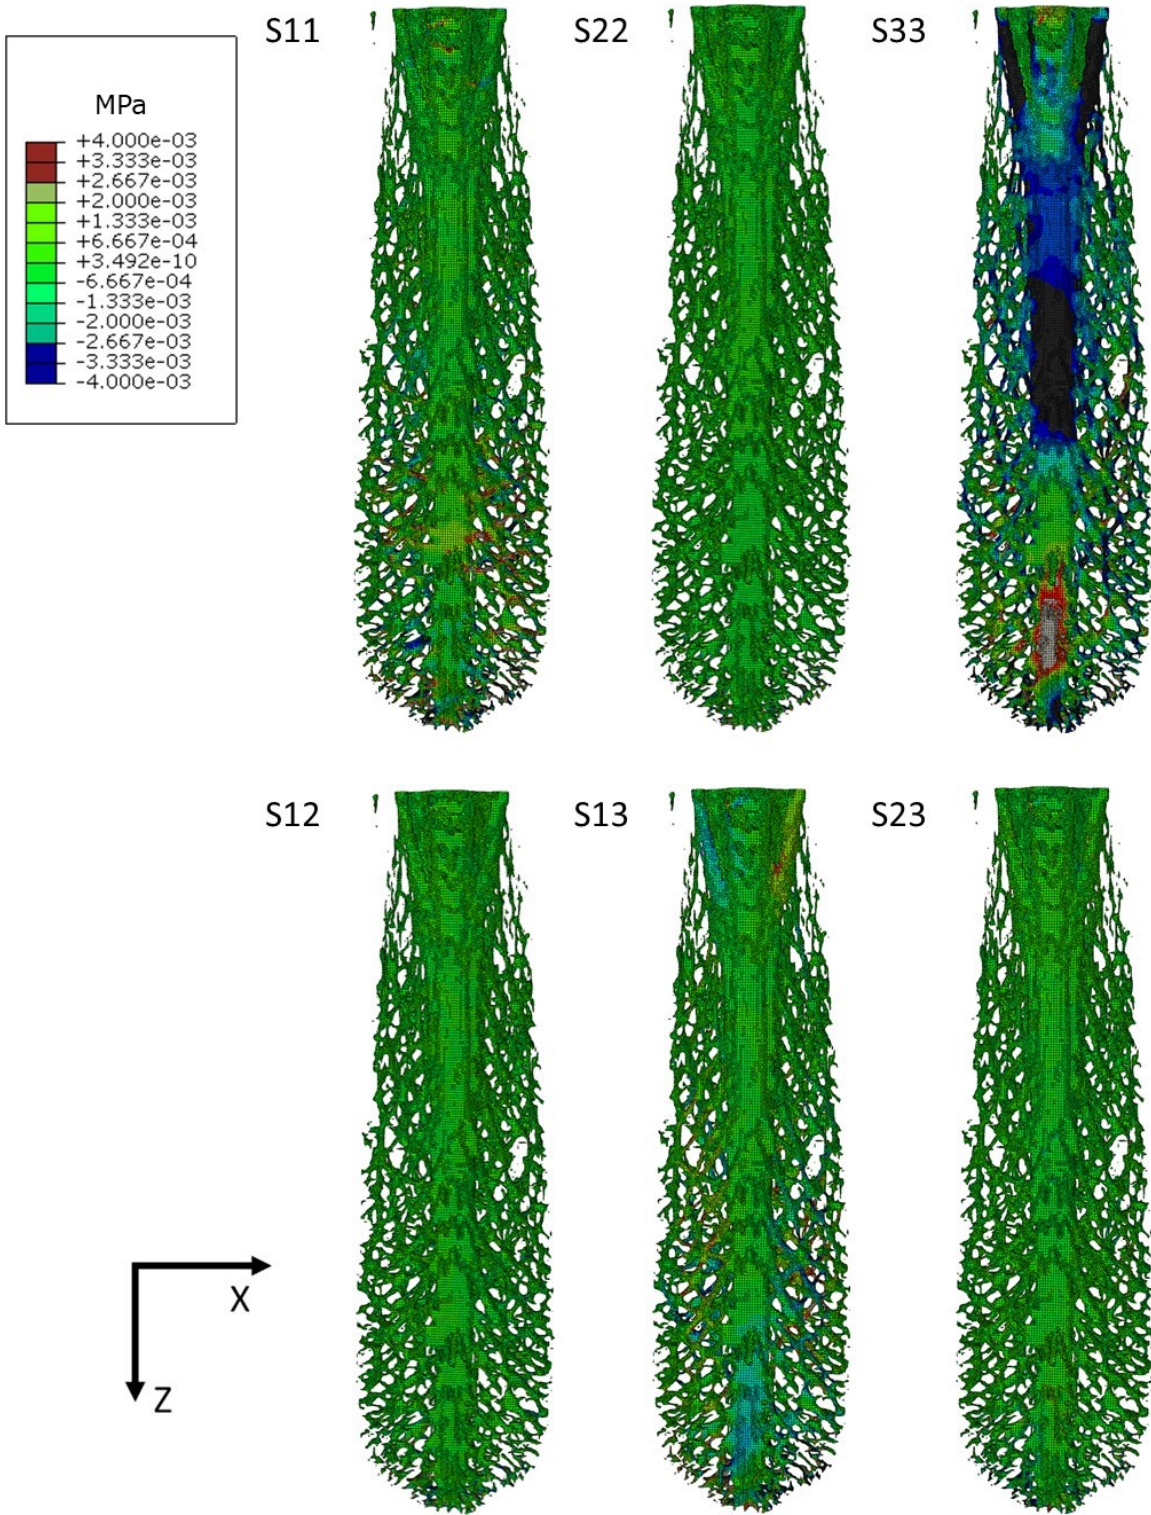 S11
S22
S33
MPa
+4.000e-03
+3.333e-03
+2.667e-03
+2.000e-03
+1.333e-03
+6.667e-04
+3.492e-10
-6.667e-04
-1.333e-03
-2.000e-03
-2.667e-03
-3.333e-03
-4.000e-03
S12
S13
S23
X
Z